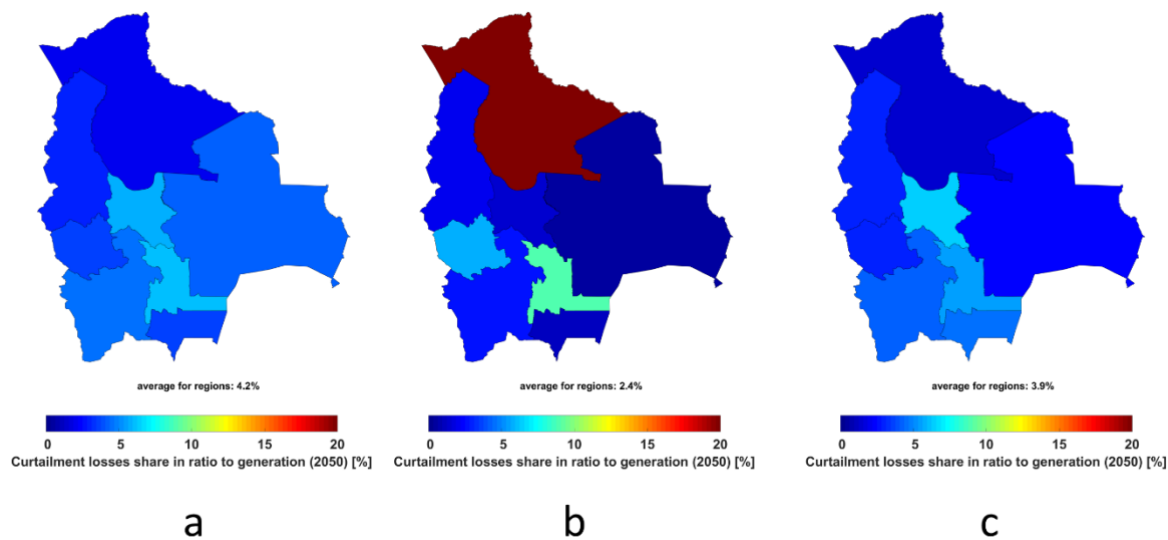 average for regions: 4.2%
average for regions: 2.4%
average for regions: 3.9%
0 5 10 15 20
0 5 10 15 20
0 5 10 15 20
Curtailment losses share in ratio to generation (2050) [%]
Curtailment losses share in ratio to generation (2050) [%]
Curtailment losses share in ratio to generation (2050) [%]
a
b
c